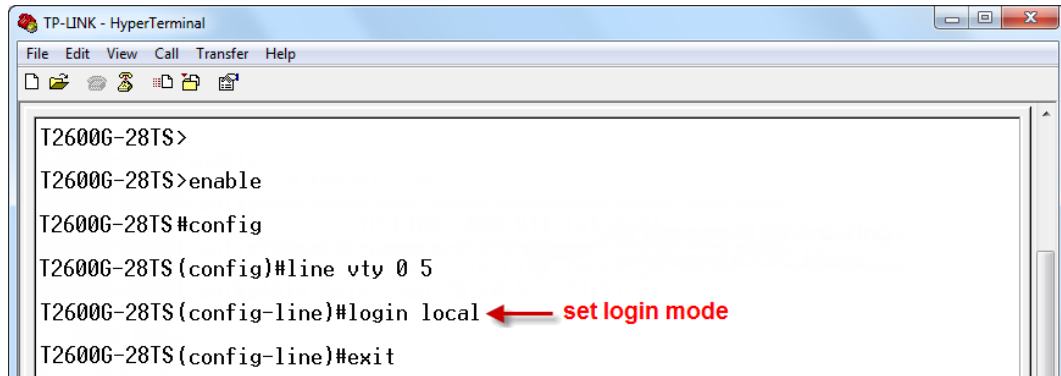 TP-LINK - HyperTerminal
File Edit View Call Transfer Help
T2600G-28TS>
T2600G-28TS>enable
T2600G-28TS#config
T2600G-28TS(config)#line vty 0 5
T2600G-28TS(config-line)#login local set login mode
T2600G-28TS(config-line)#exit